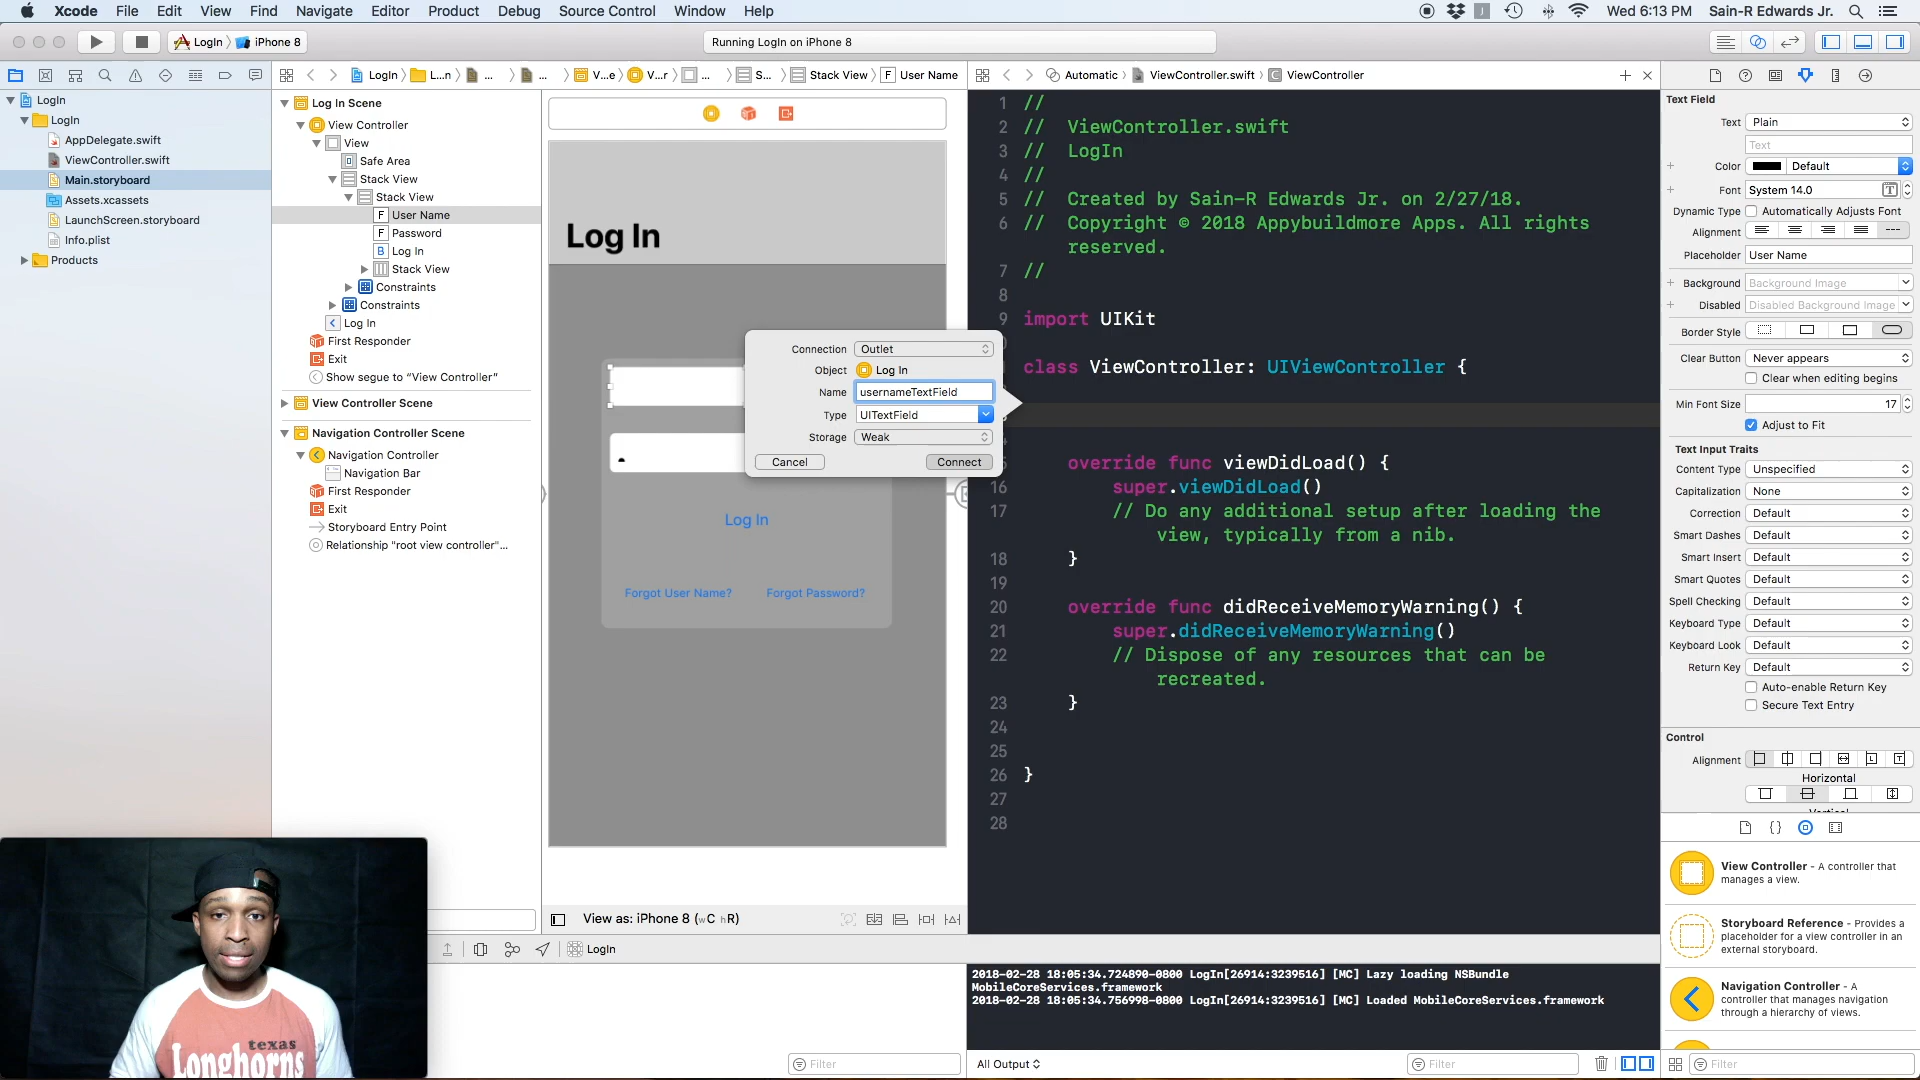 Xcode File Edit View Find Navigate Editor Product Debug Source Control Window Help
Wed 6:13 PM Sain-R Edwards Jr.
LogIn iPhone 8
Running LogIn on iPhone 8
LogIn L...n ... ... V...e V...r ... S... Stack View User Name
Automatic ViewController.swift ViewController
LogIn
LogIn
AppDelegate.swift
ViewController.swift
Main.storyboard
Assets.xcassets
LaunchScreen.storyboard
Info.plist
Products
Log In Scene
View Controller
View
Safe Area
Stack View
Stack View
F User Name
F Password
B Log In
Stack View
Constraints
Constraints
Log In
First Responder
Exit
Show segue to “View Controller”
View Controller Scene
Navigation Controller Scene
Navigation Controller
Navigation Bar
First Responder
Exit
Storyboard Entry Point
Relationship "root view controller"...
Log In
Log In
Forgot User Name? Forgot Password?
Connection Outlet
Object Log In
Name usernameTextField
Type UITextField
Storage Weak
Cancel Connect
View as: iPhone 8 (wC hR)
LogIn
1 //
2 // ViewController.swift
3 // LogIn
4 //
5 // Created by Sain-R Edwards Jr. on 2/27/18.
6 // Copyright © 2018 Appybuildmore Apps. All rights
reserved.
7 //
8
9 import UIKit
class ViewController: UIViewController {
override func viewDidLoad() {
16 super.viewDidLoad()
17 // Do any additional setup after loading the
view, typically from a nib.
18 }
19
20 override func didReceiveMemoryWarning() {
21 super.didReceiveMemoryWarning()
22 // Dispose of any resources that can be
recreated.
23 }
24
25
26 }
27
28
2018-02-28 18:05:34.724890-0800 LogIn[26914:3239516] [MC] Lazy loading NSBundle
MobileCoreServices.framework
2018-02-28 18:05:34.756998-0800 LogIn[26914:3239516] [MC] Loaded MobileCoreServices.framework
Filter
All Output
Filter
Text Field
Text Plain
Text
Color Default
Font System 14.0
Dynamic Type Automatically Adjusts Font
Alignment
Placeholder User Name
Background Background Image
Disabled Disabled Background Image
Border Style
Clear Button Never appears
Clear when editing begins
Min Font Size 17
Adjust to Fit
Text Input Traits
Content Type Unspecified
Capitalization None
Correction Default
Smart Dashes Default
Smart Insert Default
Smart Quotes Default
Spell Checking Default
Keyboard Type Default
Keyboard Look Default
Return Key Default
Auto-enable Return Key
Secure Text Entry
Control
Alignment
Horizontal
View Controller - A controller that
manages a view.
Storyboard Reference - Provides a
placeholder for a view controller in an
external storyboard.
Navigation Controller - A
controller that manages navigation
through a hierarchy of views.
Filter
texas
Longhorns